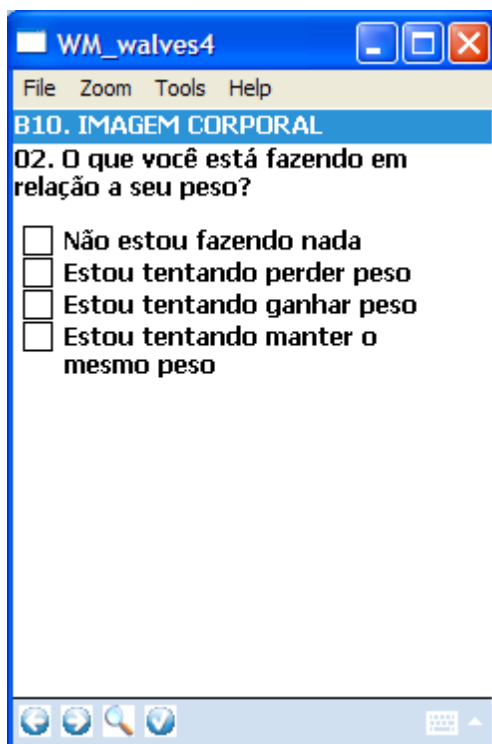 WM_walves4
File Zoom Tools Help
B10. IMAGEM CORPORAL
02. O que você está fazendo em
relação a seu peso?
Não estou fazendo nada
Estou tentando perder peso
Estou tentando ganhar peso
Estou tentando manter o
mesmo peso